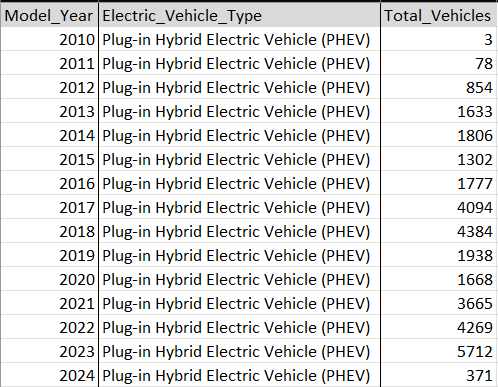 Model_Year Electric_Vehicle_Type Total_Vehicles
2010 Plug-in Hybrid Electric Vehicle (PHEV) 3
2011 Plug-in Hybrid Electric Vehicle (PHEV) 78
2012 Plug-in Hybrid Electric Vehicle (PHEV) 854
2013 Plug-in Hybrid Electric Vehicle (PHEV) 1633
2014 Plug-in Hybrid Electric Vehicle (PHEV) 1806
2015 Plug-in Hybrid Electric Vehicle (PHEV) 1302
2016 Plug-in Hybrid Electric Vehicle (PHEV) 1777
2017 Plug-in Hybrid Electric Vehicle (PHEV) 4094
2018 Plug-in Hybrid Electric Vehicle (PHEV) 4384
2019 Plug-in Hybrid Electric Vehicle (PHEV) 1938
2020 Plug-in Hybrid Electric Vehicle (PHEV) 1668
2021 Plug-in Hybrid Electric Vehicle (PHEV) 3665
2022 Plug-in Hybrid Electric Vehicle (PHEV) 4269
2023 Plug-in Hybrid Electric Vehicle (PHEV) 5712
2024 Plug-in Hybrid Electric Vehicle (PHEV) 371